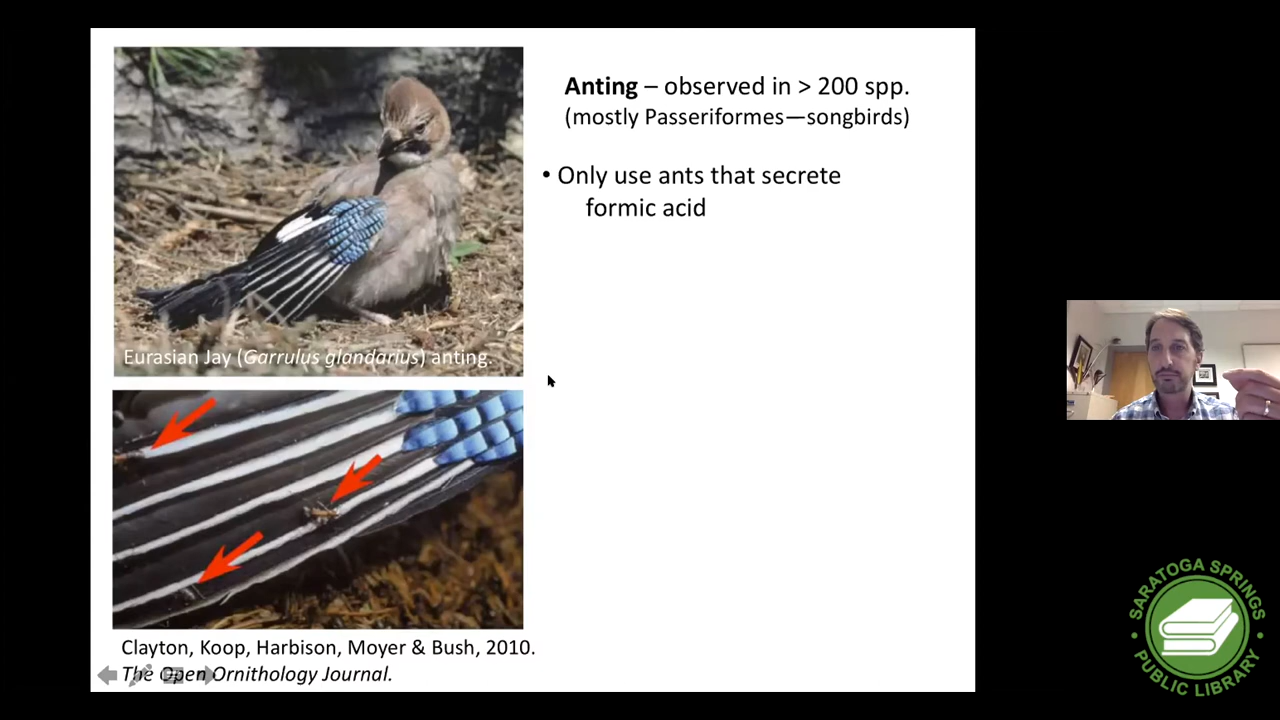 Anting – observed in > 200 spp.
(mostly Passeriformes—songbirds)
• Only use ants that secrete
formic acid
Eurasian Jay (Garrulus glandarius) anting.
Clayton, Koop, Harbison, Moyer & Bush, 2010.
The Open Ornithology Journal.
SARATOGA SPRINGS
PUBLIC LIBRARY